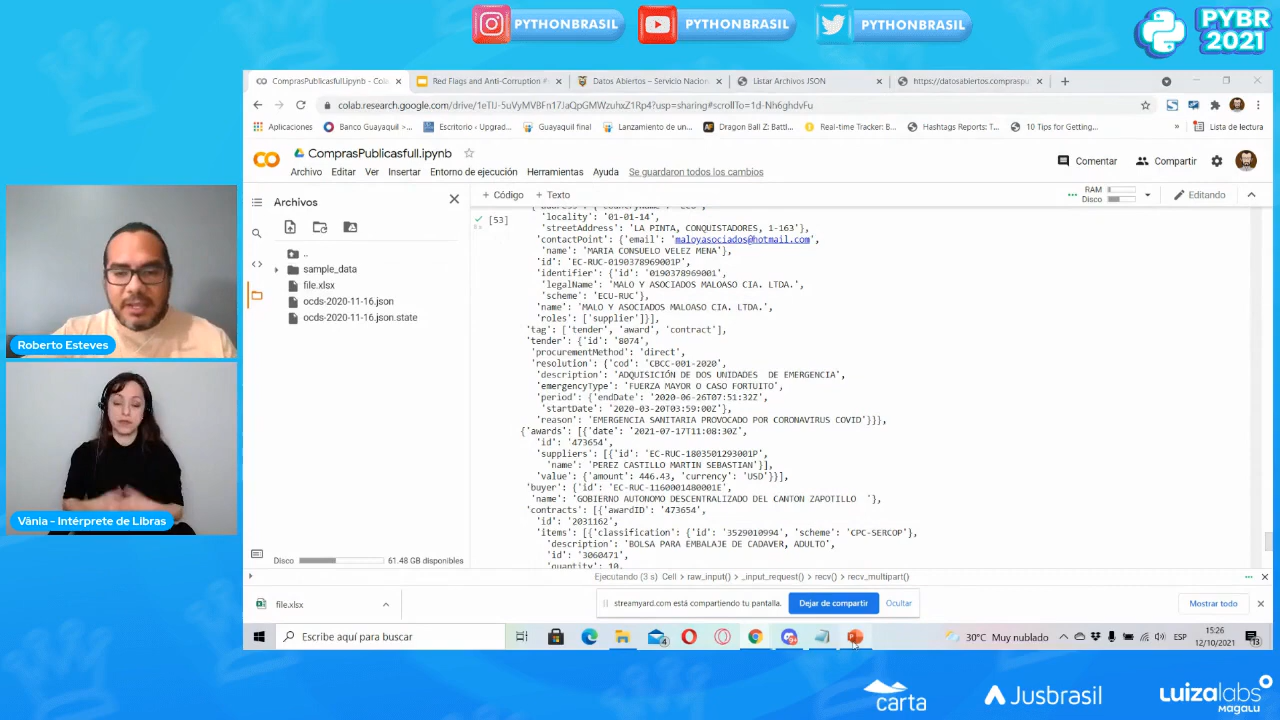 PYTHONBRASIL
PYTHONBRASIL
PYTHONBRASIL
PYBR
2021
ComprasPublicasfull.ipynb - Cola
Red Flags and Anti-Corruption
Datos Abiertos – Servicio Nacion
Listar Archivos JSON
https://datosabiertos.compraspu
colab.research.google.com/drive/1eTlJ-5uVyMVBFn17JaQpGMWzuhxZ1Rp4?usp=sharing#scrollTo=1d-Nh6ghdvFu
Aplicaciones
Banco Guayaquil >...
Escritorio ‹ Upgrad...
Guayaquil final
Lanzamiento de un...
Dragon Ball Z: Battl...
Real-time Tracker: B...
Hashtags Reports: T...
10 Tips for Getting...
»
Lista de lectura
ComprasPublicasfull.ipynb
Archivo Editar Ver Insertar Entorno de ejecución Herramientas Ayuda Se guardaron todos los cambios
Comentar
Compartir
Archivos
+ Código + Texto
RAM
Disco
Editando
..
sample_data
file.xlsx
ocds-2020-11-16.json
ocds-2020-11-16.json.state
Disco 61.48 GB disponibles
[53]
'locality': '01-01-14',
'streetAddress': 'LA PINTA, CONQUISTADORES, 1-163'},
'contactPoint': {'email': 'maloyasociados@hotmail.com',
'name': 'MARIA CONSUELO VELEZ MENA'},
'id': 'EC-RUC-0190378969001P',
'identifier': {'id': '0190378969001',
'legalName': 'MALO Y ASOCIADOS MALOASO CIA. LTDA.',
'scheme': 'ECU-RUC'},
'name': 'MALO Y ASOCIADOS MALOASO CIA. LTDA.',
'roles': ['supplier']}],
'tag': ['tender', 'award', 'contract'],
'tender': {'id': '8074',
'procurementMethod': 'direct',
'resolution': {'cod': 'CBCC-001-2020',
'description': 'ADQUISICIÓN DE DOS UNIDADES  DE EMERGENCIA',
'emergencyType': 'FUERZA MAYOR O CASO FORTUITO',
'period': {'endDate': '2020-06-26T07:51:32Z',
'startDate': '2020-03-20T03:59:00Z'},
'reason': 'EMERGENCIA SANITARIA PROVOCADO POR CORONAVIRUS COVID'}}},
{'awards': [{'date': '2021-07-17T11:08:30Z',
'id': '473654',
'suppliers': [{'id': 'EC-RUC-1803501293001P',
'name': 'PEREZ CASTILLO MARTIN SEBASTIAN'}],
'value': {'amount': 446.43, 'currency': 'USD'}}],
'buyer': {'id': 'EC-RUC-1160001480001E',
'name': 'GOBIERNO AUTONOMO DESCENTRALIZADO DEL CANTON ZAPOTILLO  '},
'contracts': [{'awardID': '473654',
'id': '2031162',
'items': [{'classification': {'id': '3529010994', 'scheme': 'CPC-SERCOP'},
'description': 'BOLSA PARA EMBALAJE DE CADAVER, ADULTO',
'id': '3060471',
'quantity': 10,
Ejecutando (3 s) Cell > raw_input() > _input_request() > recv() > recv_multipart()
file.xlsx
streamyard.com está compartiendo tu pantalla.
Dejar de compartir
Ocultar
Mostrar todo
Escribe aquí para buscar
30°C Muy nublado
ESP
15:26
12/10/2021
Roberto Esteves
Vânia - Intérprete de Libras
carta
Jusbrasil
luizalabs
MAGALU